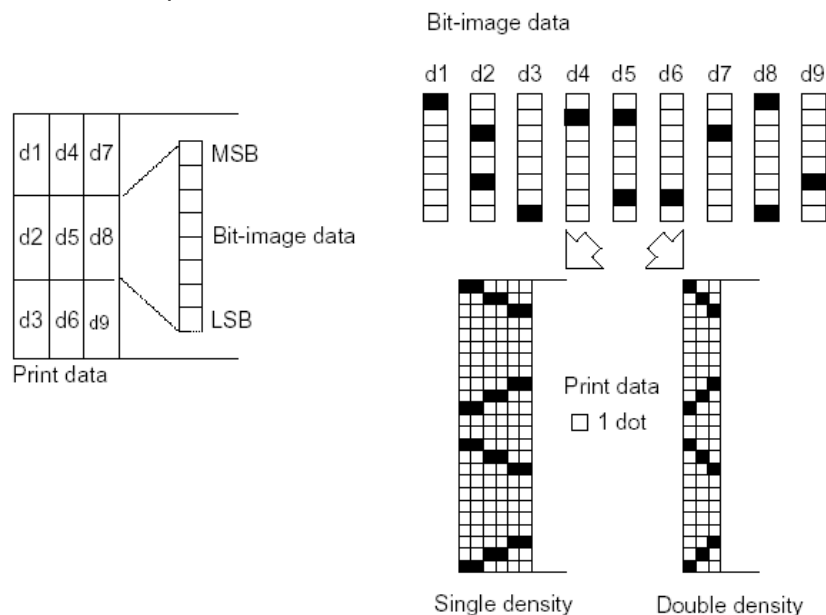 Bit-image data
d1 d2 d3 d4 d5 d6 d7 d8 d9
d1 d4 d7
d2 d5 d8
d3 d6 d9
MSB
Bit-image data
LSB
Print data
Print data
1 dot
Single density
Double density